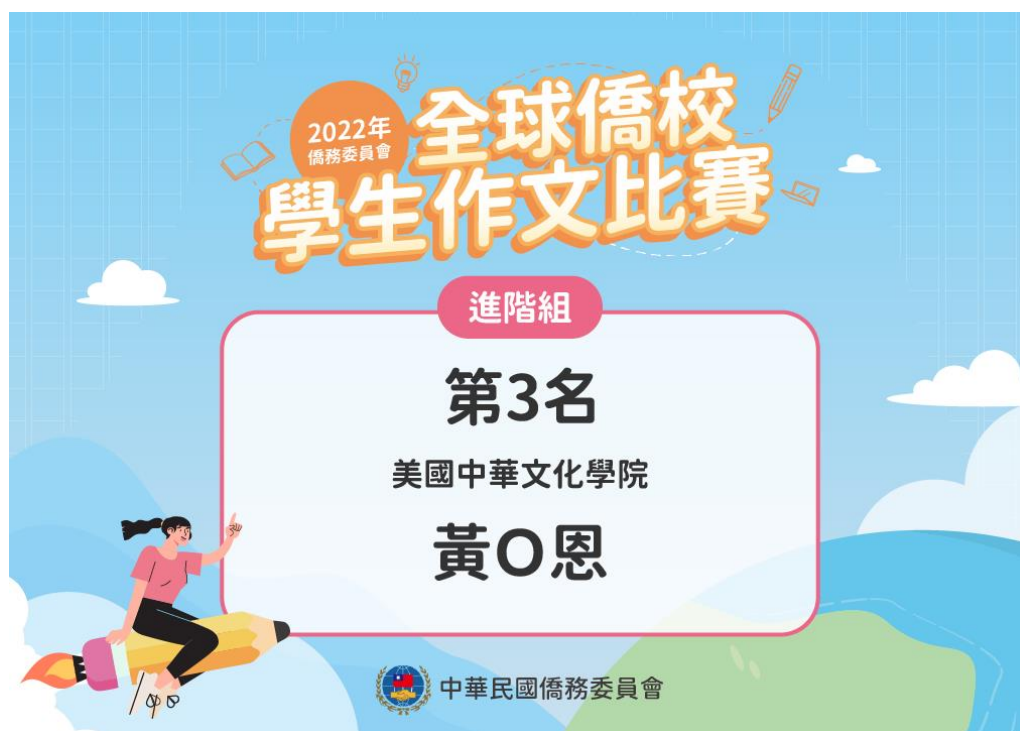 2022年
僑務委員會
全球僑校
學生作文比賽
進階組
第3名
美國中華文化學院
黃O恩
中華民國僑務委員會